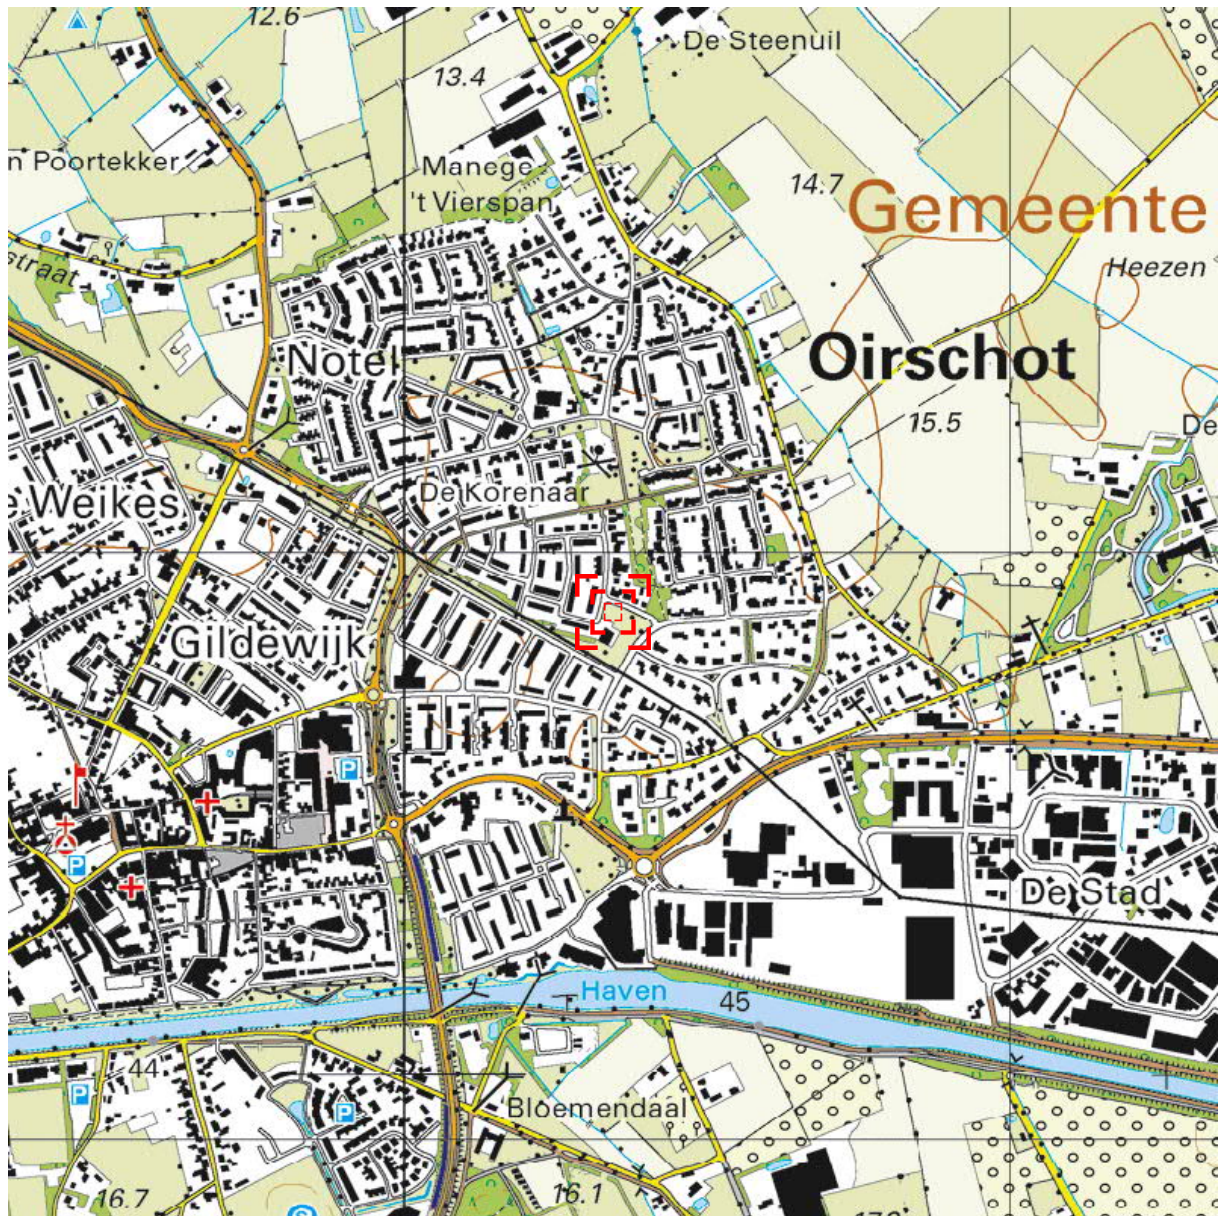 12.6
De Steenuil
13.4
n Poortekker
Manege
't Vierspan
14.7
Gemeente
straat
Heezen
Notel
Oirschot
15.5
De
e Weikes
De Korenaar
Gildewijk
P
P
De Stad
Haven
45
44
P
P
Bloemendaal
16.7
16.1
S